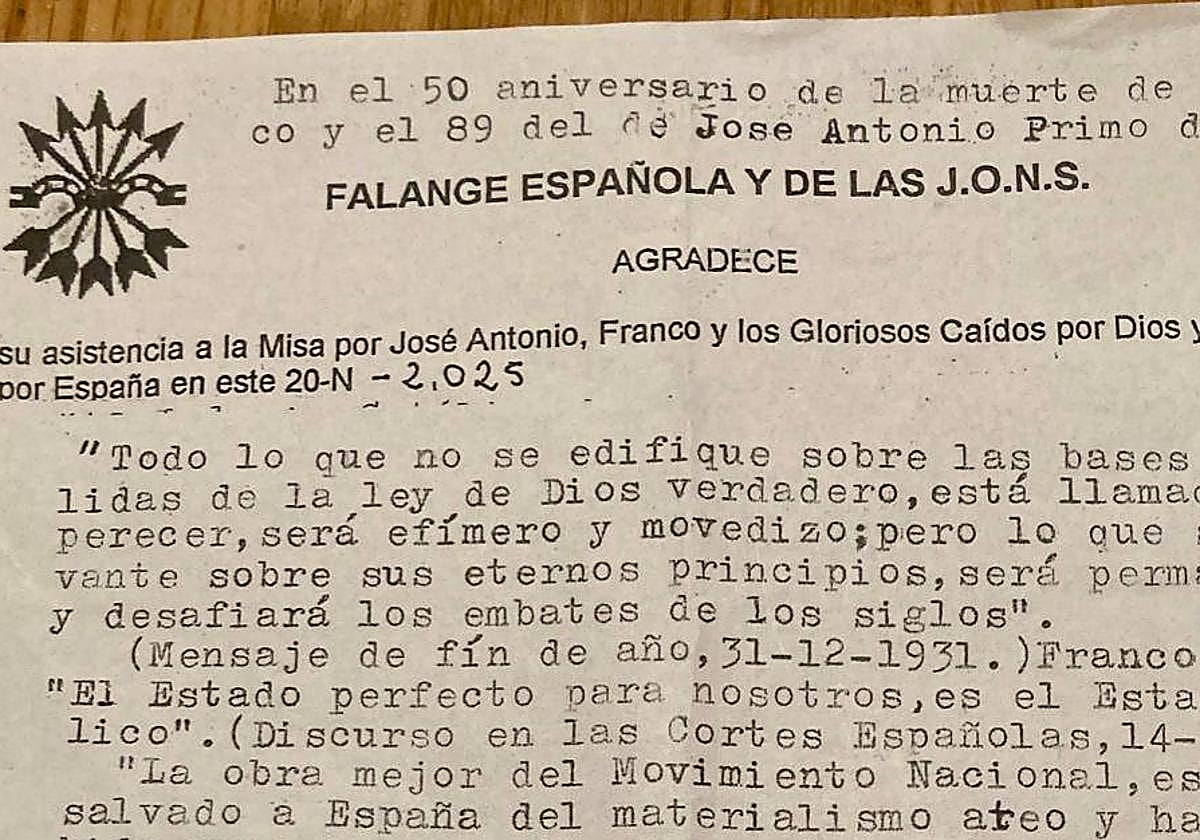 En el 50 aniversario de la muerte de
co y el 89 del de Jose Antonio Primo d
FALANGE ESPAÑOLA Y DE LAS J.O.N.S.
AGRADECE
su asistencia a la Misa por José Antonio, Franco y los Gloriosos Caídos por Dios y
por España en este 20-N - 2.025
"Todo lo que no se edifique sobre las bases
lidas de la ley de Dios verdadero, está llamad
perecer, será efímero y movedizo; pero lo que
vante sobre sus eternos principios, será perma
y desafiará los embates de los siglos".
(Mensaje de fín de año, 31-12-1931.) Franco
"El Estado perfecto para nosotros, es el Esta
lico". (Discurso en las Cortes Españolas, 14-
"La obra mejor del Movimiento Nacional, es
salvado a España del materialismo ateo y ha